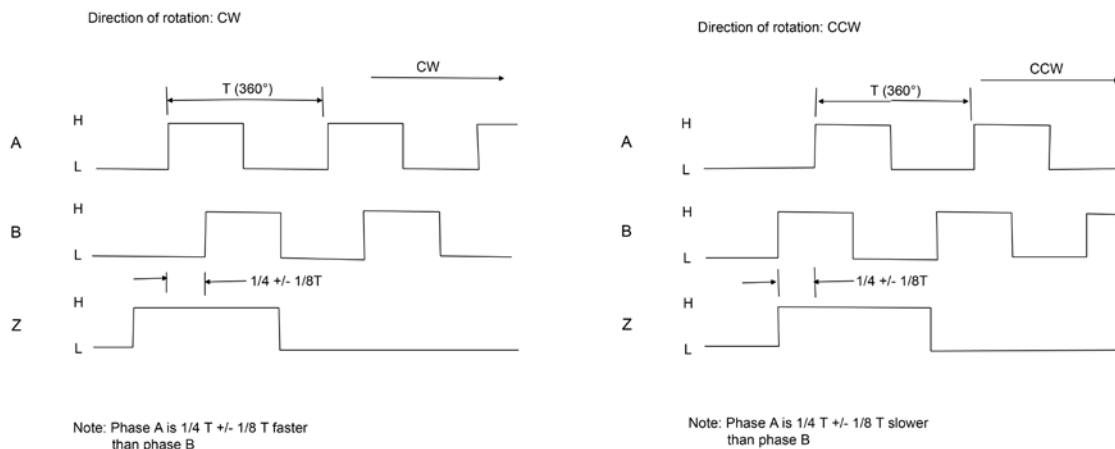 Direction of rotation: CW
CW
T (360°)
H
A
L
H
B
L
1/4 +/- 1/8T
H
Z
L
Note: Phase A is 1/4 T +/- 1/8 T faster
than phase B
Direction of rotation: CCW
CCW
T (360°)
H
A
L
H
B
L
1/4 +/- 1/8T
H
Z
L
Note: Phase A is 1/4 T +/- 1/8 T slower
than phase B